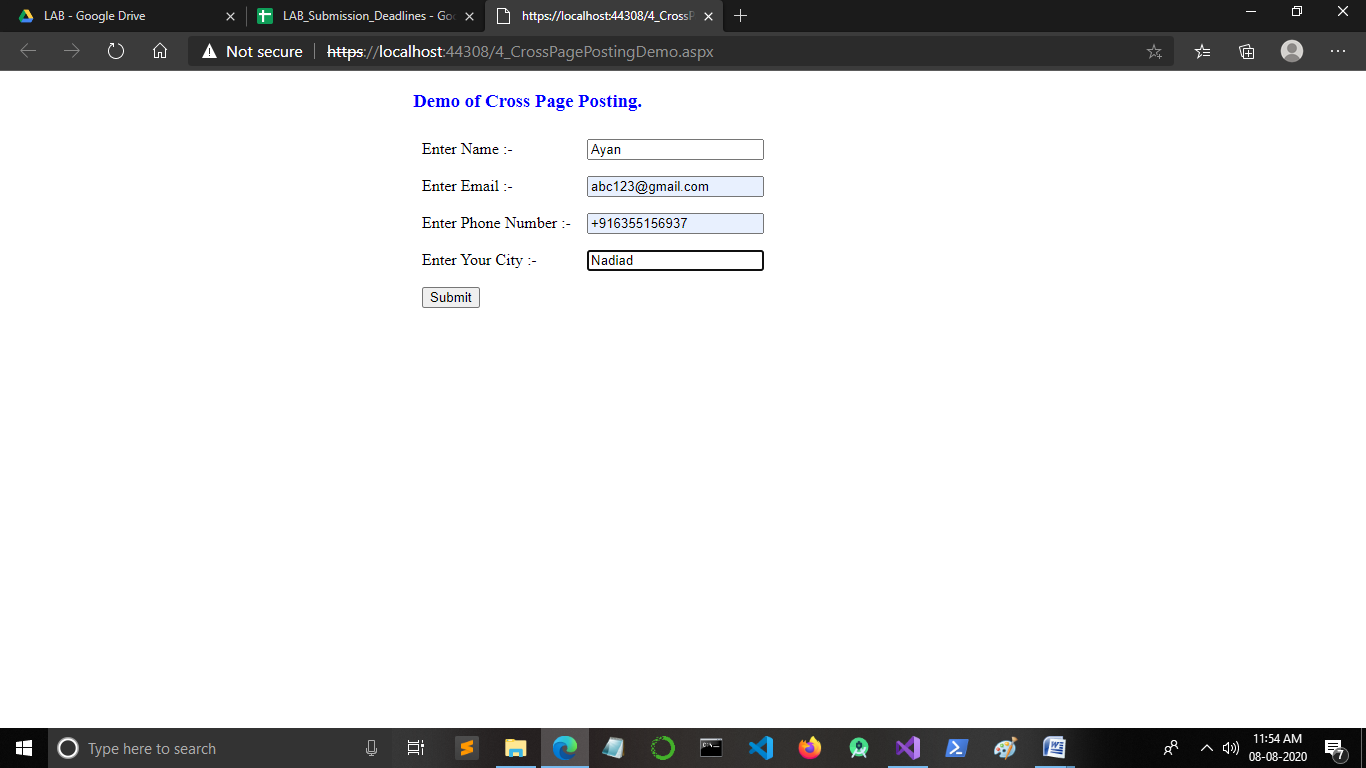 LAB - Google Drive
LAB_Submission_Deadlines - Goo
https://localhost:44308/4_CrossP
Not secure
https://localhost:44308/4_CrossPagePostingDemo.aspx
Demo of Cross Page Posting.
Enter Name :- Ayan
Enter Email :- abc123@gmail.com
Enter Phone Number :- +916355156937
Enter Your City :- Nadiad
Submit
Type here to search
11:54 AM
08-08-2020
7